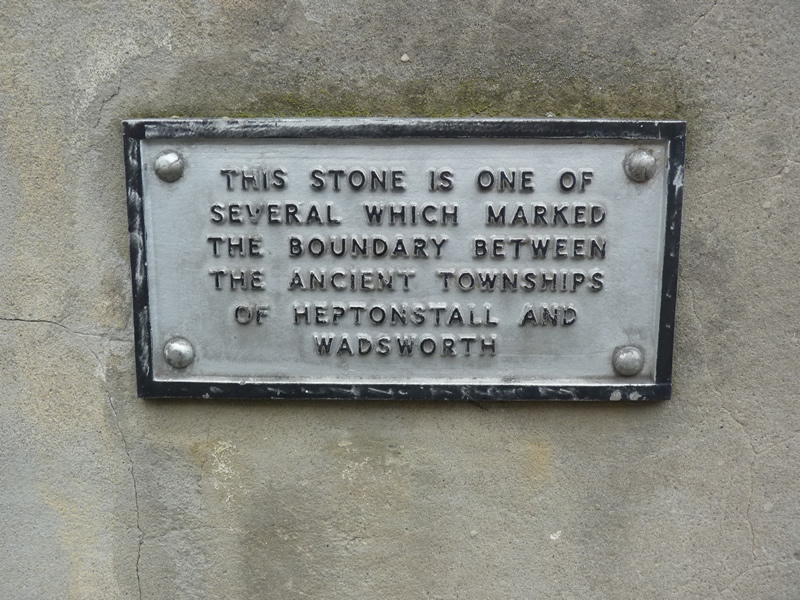 THIS STONE IS ONE OF
SEVERAL WHICH MARKED
THE BOUNDARY BETWEEN
THE ANCIENT TOWNSHIPS
OF HEPTONSTALL AND
WADSWORTH